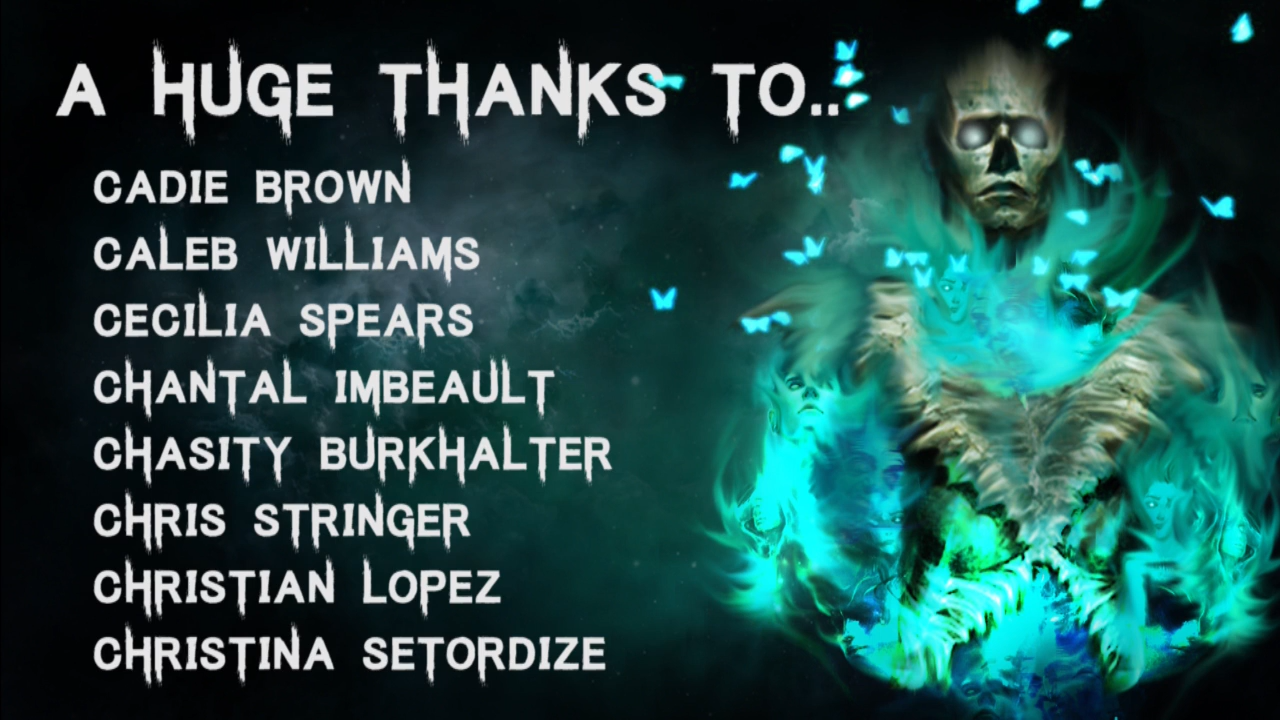 A HUGE THANKS TO..
CADIE BROWN
CALEB WILLIAMS
CECILIA SPEARS
CHANTAL IMBEAULT
CHASITY BURKHALTER
CHRIS STRINGER
CHRISTIAN LOPEZ
CHRISTINA SETORDIZE